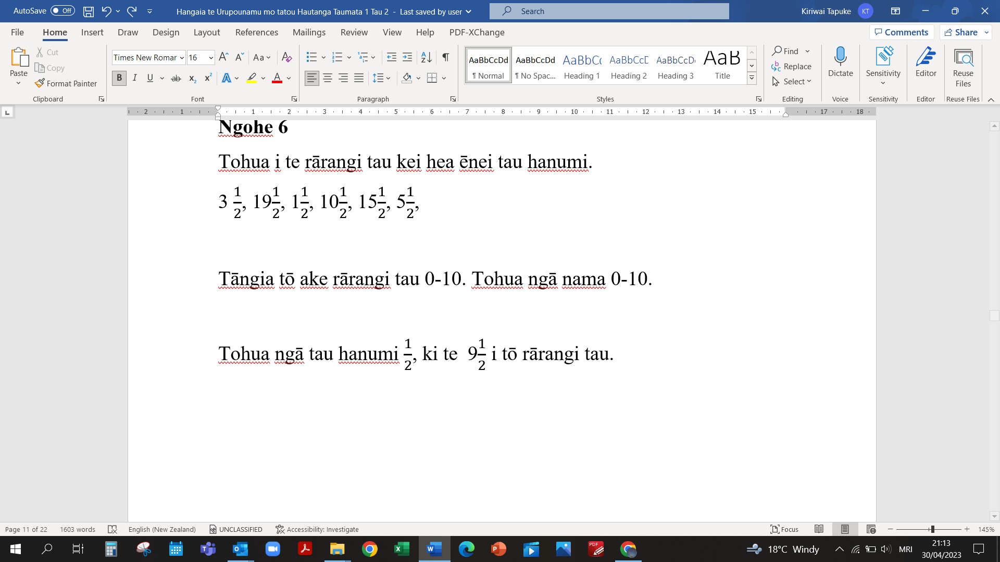 AutoSave Off Hangaia te Urupounamu mo tatou Hautanga Taumata 1 Tau 2 - Last saved by user Search Kiriwai Tapuke KT
File Home Insert Draw Design Layout References Mailings Review View Help PDF-XChange Comments Share
Paste Cut Copy Format Painter Clipboard
Times New Romar 16 A A Aa A
B I U ab x₂ x² A A
Font
Paragraph
AaBbCcDd AaBbCcDd AaBbCc AaBbCcD AaBbCcDd AaB
¶ Normal ¶ No Spac... Heading 1 Heading 2 Heading 3 Title
Styles
Find Replace Select Editing
Dictate Voice
Sensitivity Sensitivity
Editor Editor
Reuse Files Reuse Files
2 1 1 2 3 4 5 6 7 8 9 10 11 12 13 14 15 17 18
Ngohe 6
Tohua i te rārangi tau kei hea ēnei tau hanumi.
3 1/2, 19 1/2, 1 1/2, 10 1/2, 15 1/2, 5 1/2,
Tāngia tō ake rārangi tau 0-10. Tohua ngā nama 0-10.
Tohua ngā tau hanumi 1/2, ki te 9 1/2 i tō rārangi tau.
Page 11 of 22 1603 words English (New Zealand) UNCLASSIFIED Accessibility: Investigate Focus 145%
18°C Windy MRI 21:13
30/04/2023